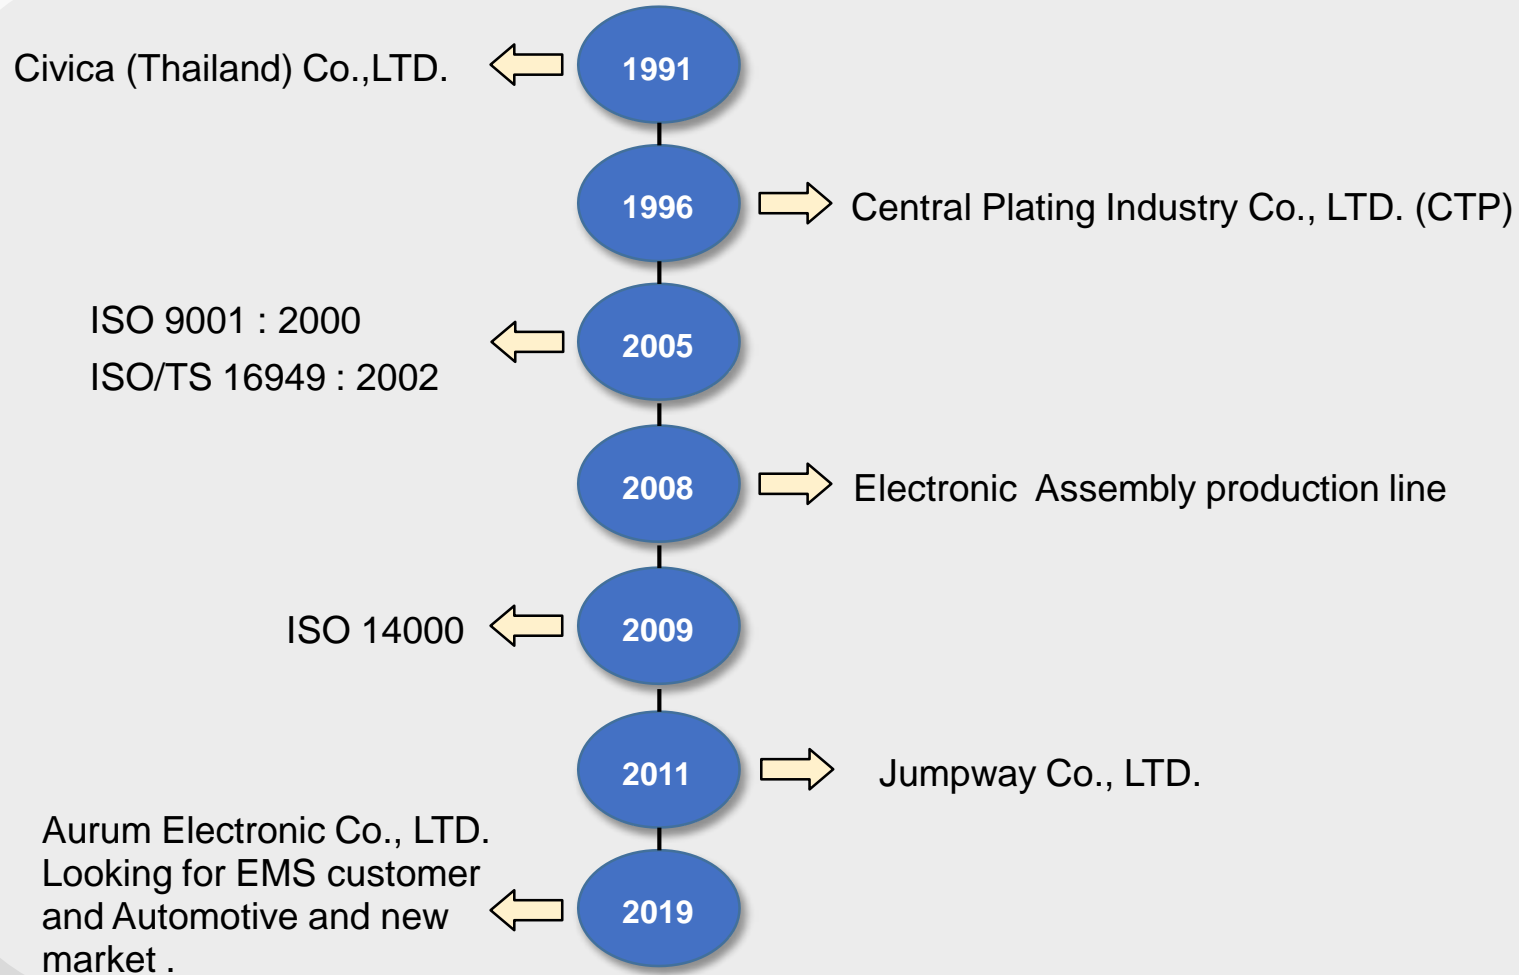 Civica (Thailand) Co.,LTD.
1991
1996
Central Plating Industry Co., LTD. (CTP)
ISO 9001 : 2000
ISO/TS 16949 : 2002
2005
2008
Electronic  Assembly production line
ISO 14000
2009
2011
Jumpway Co., LTD.
Aurum Electronic Co., LTD.
Looking for EMS customer
and Automotive and new
market .
2019